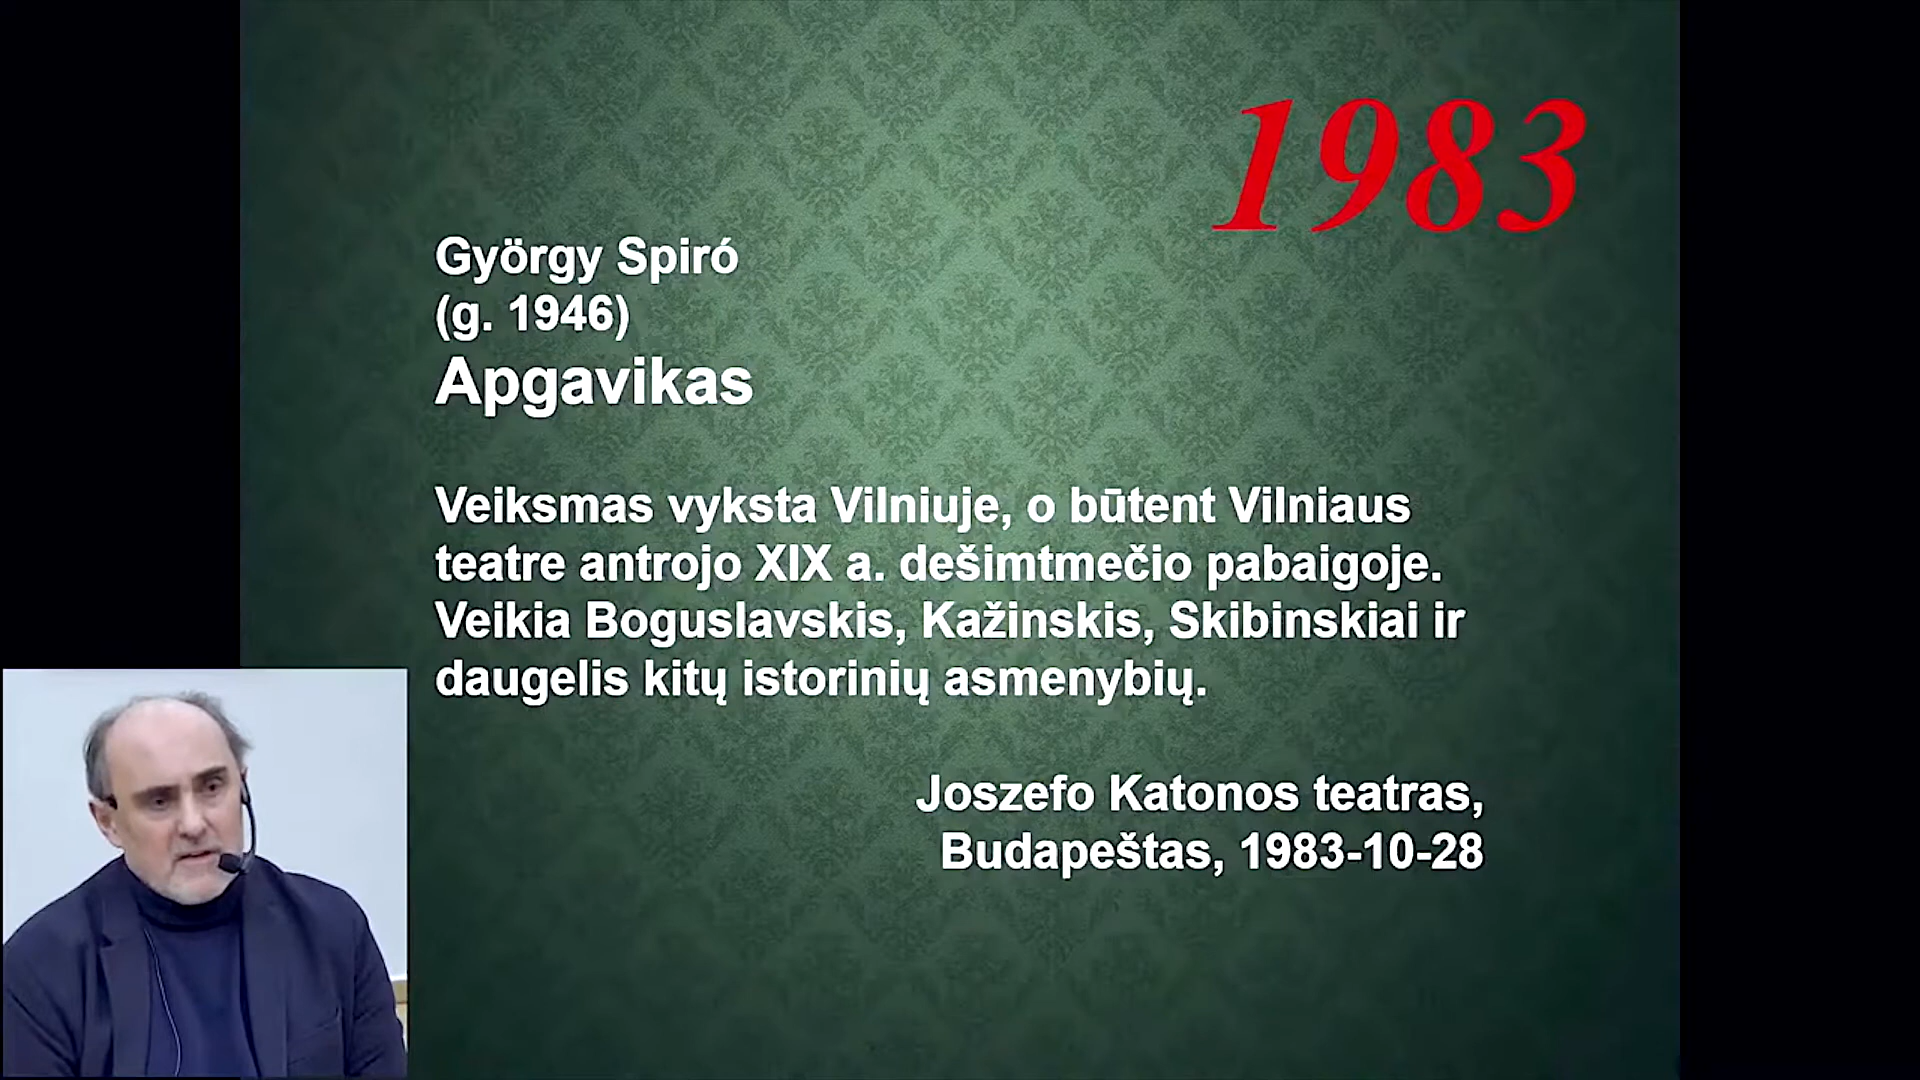 1983
György Spiró
(g. 1946)
Apgavikas
Veiksmas vyksta Vilniuje, o būtent Vilniaus
teatre antrojo XIX a. dešimtmečio pabaigoje.
Veikia Boguslavskis, Kažinskis, Skibinskiai ir
daugelis kitų istorinių asmenybių.
Joszefo Katonos teatras,
Budapeštas, 1983-10-28